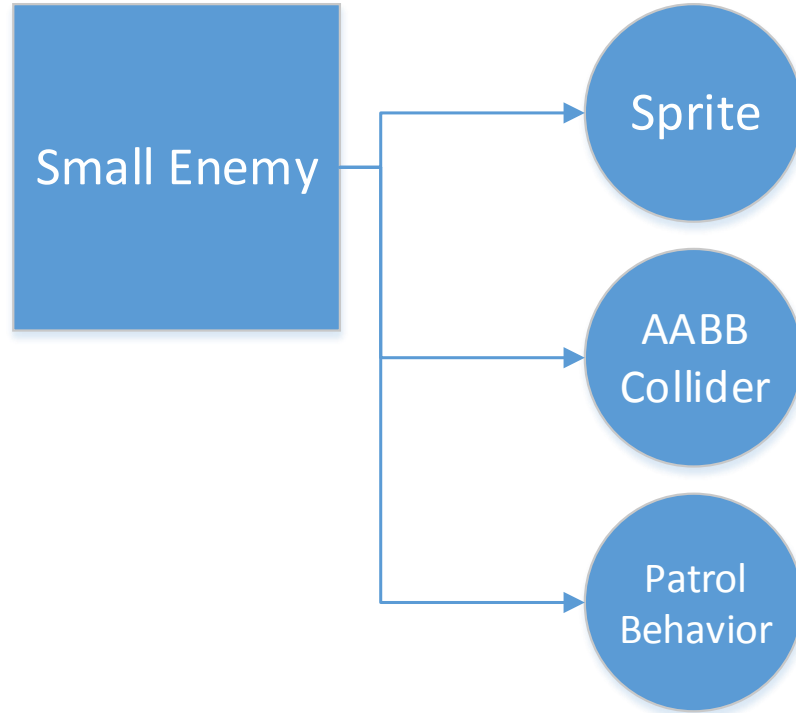 Small Enemy
Sprite
AABB
Collider
Patrol
Behavior